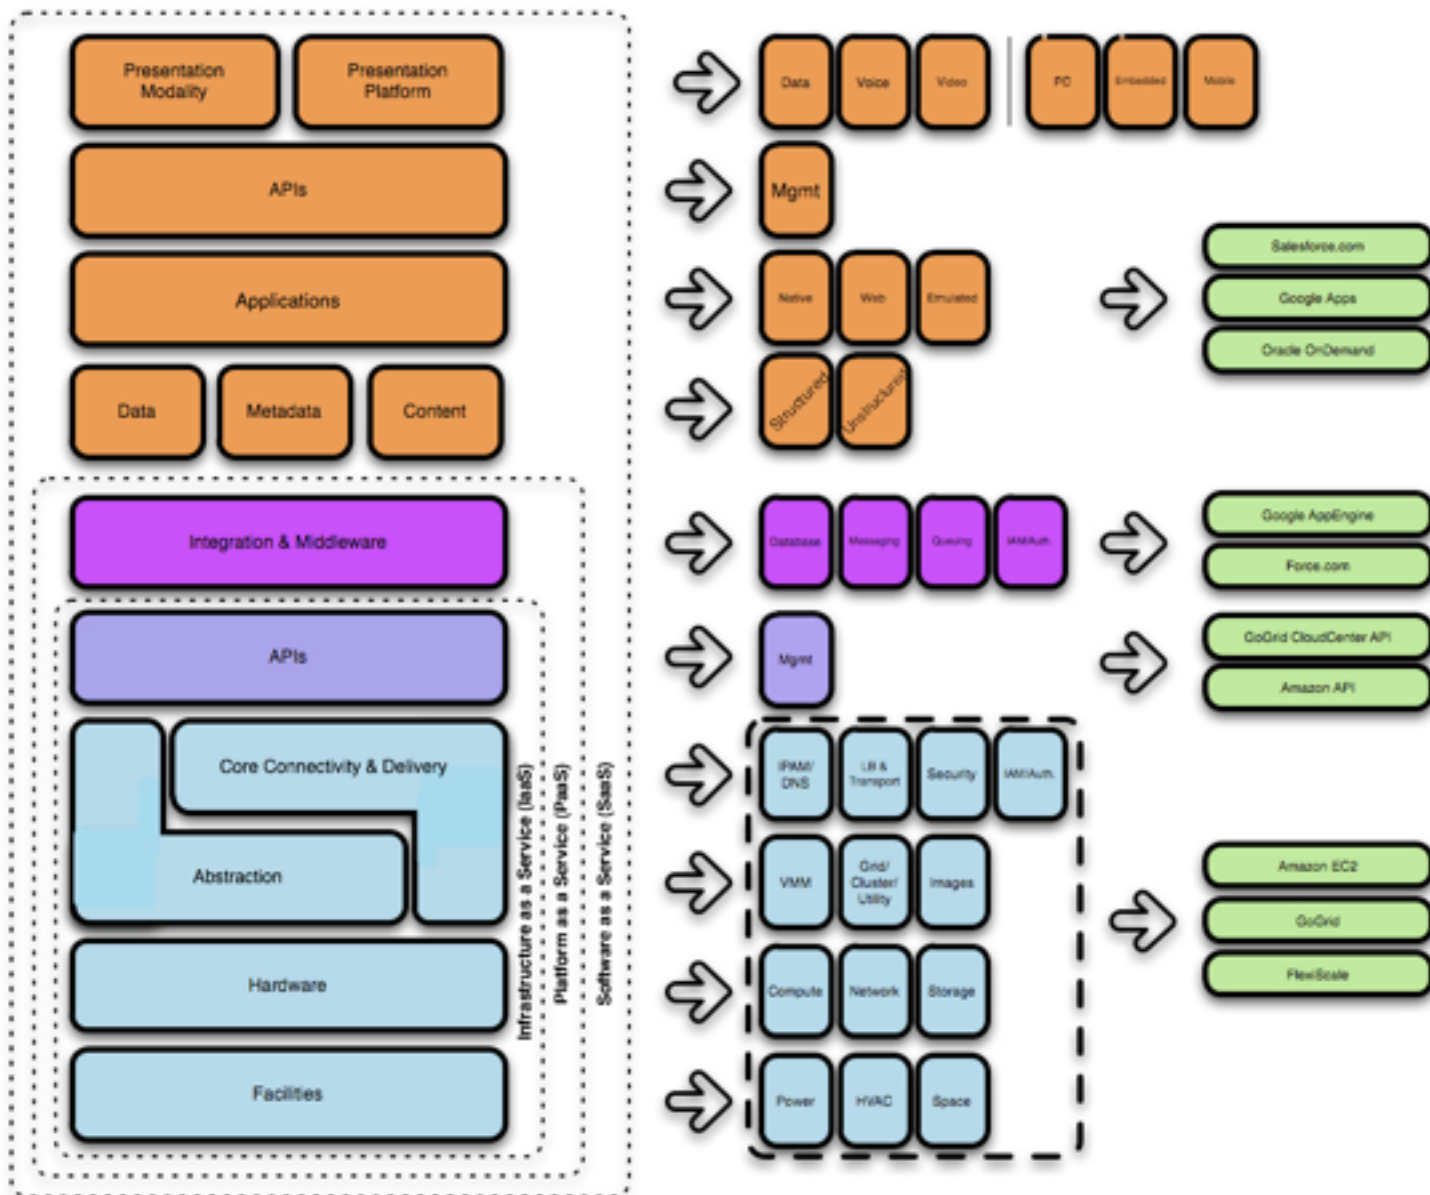 Presentation
Modality
Presentation
Platform
Data
Voice
Video
PC
Embedded
Mobile
APIs
Mgmt
Applications
Native
Web
Emulated
Salesforce.com
Google Apps
Oracle OnDemand
Data
Metadata
Content
Structured
Unstructured
Integration & Middleware
Database
Messaging
Queuing
IAM/Auth.
Google AppEngine
Force.com
APIs
Mgmt
GoGrid CloudCenter API
Amazon API
Core Connectivity & Delivery
Abstraction
IPAM/
DNS
LB &
Transport
Security
IAM/Auth.
VMM
Grid/
Cluster/
Utility
Images
Amazon EC2
GoGrid
FlexiScale
Hardware
Compute
Network
Storage
Facilities
Power
HVAC
Space
Infrastructure as a Service (IaaS)
Platform as a Service (PaaS)
Software as a Service (SaaS)